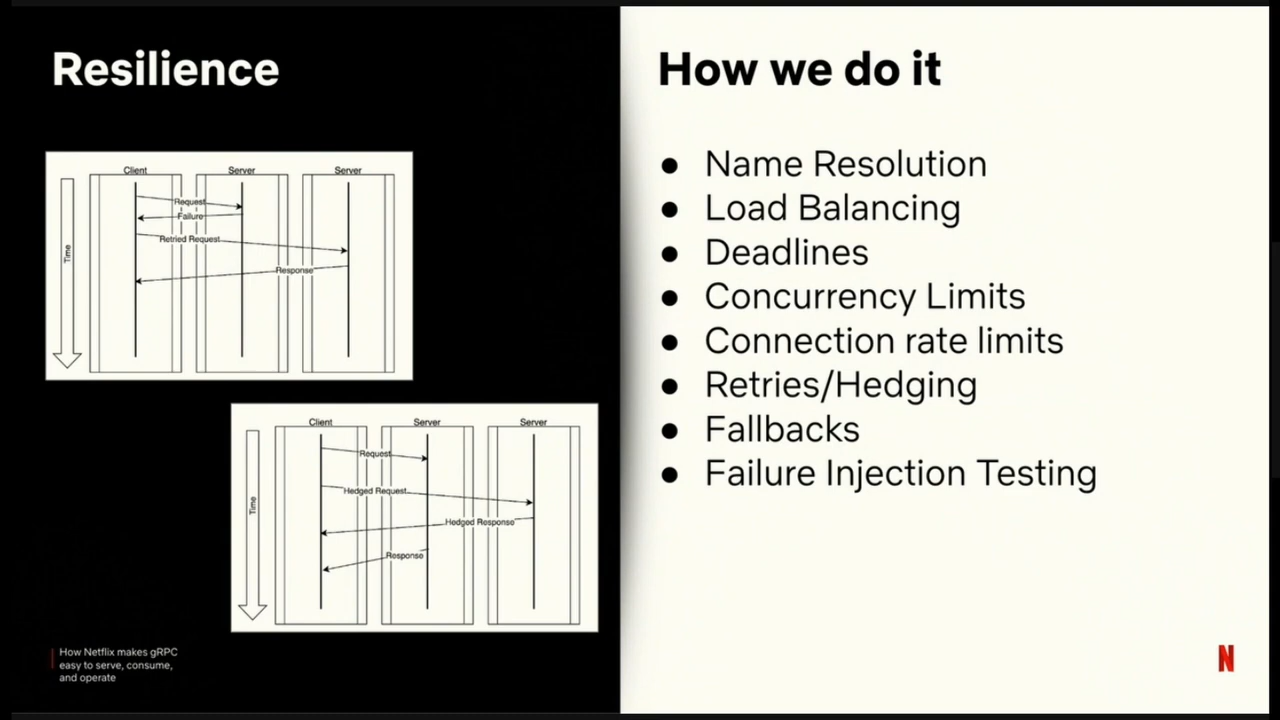 Resilience
Client Server Server
Request
Failure
Retried Request
Response
Time
Client Server Server
Request
Hedged Request
Hedged Response
Response
Time
How Netflix makes gRPC
easy to serve, consume,
and operate
How we do it
● Name Resolution
● Load Balancing
● Deadlines
● Concurrency Limits
● Connection rate limits
● Retries/Hedging
● Fallbacks
● Failure Injection Testing
N